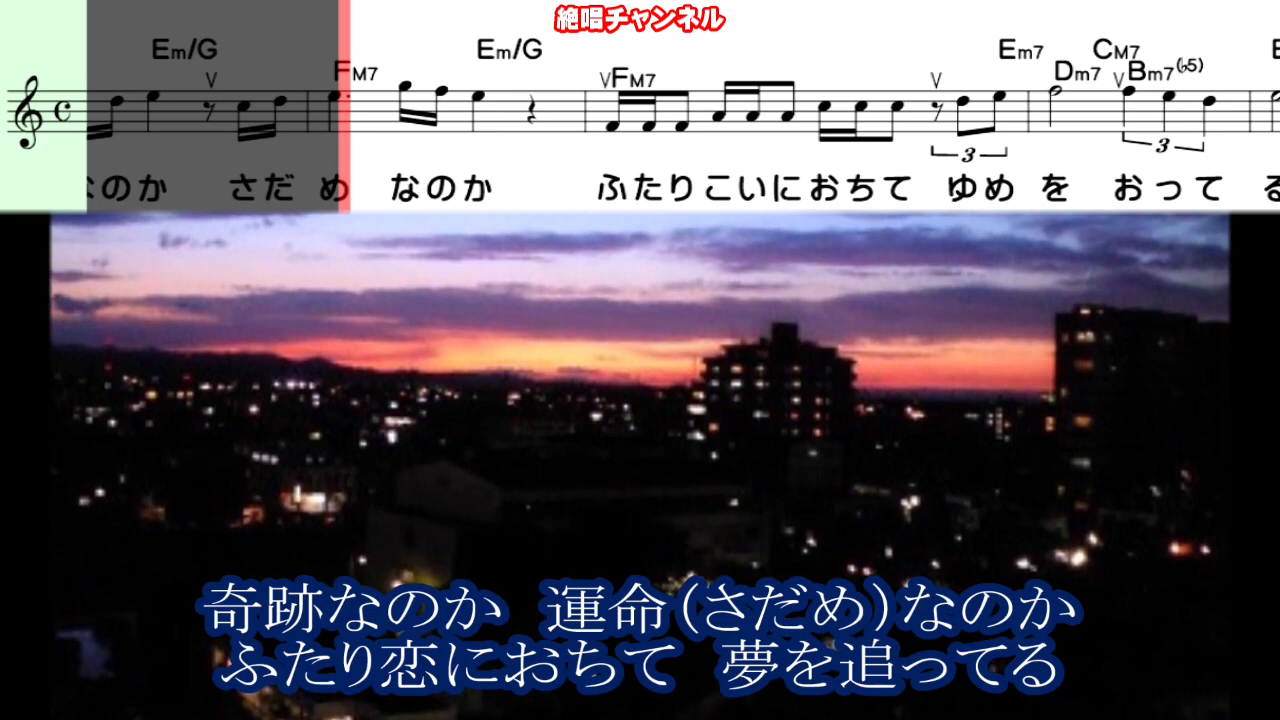 絶唱チャンネル
Em/G Em/G Em7 CM7
FM7 FM7 Dm7 Bm7(♭5)
3 3
のか さだめ なのか ふたりこいにおちて ゆめを おって
奇跡なのか 運命(さだめ)なのか
ふたり恋におちて 夢を追ってる